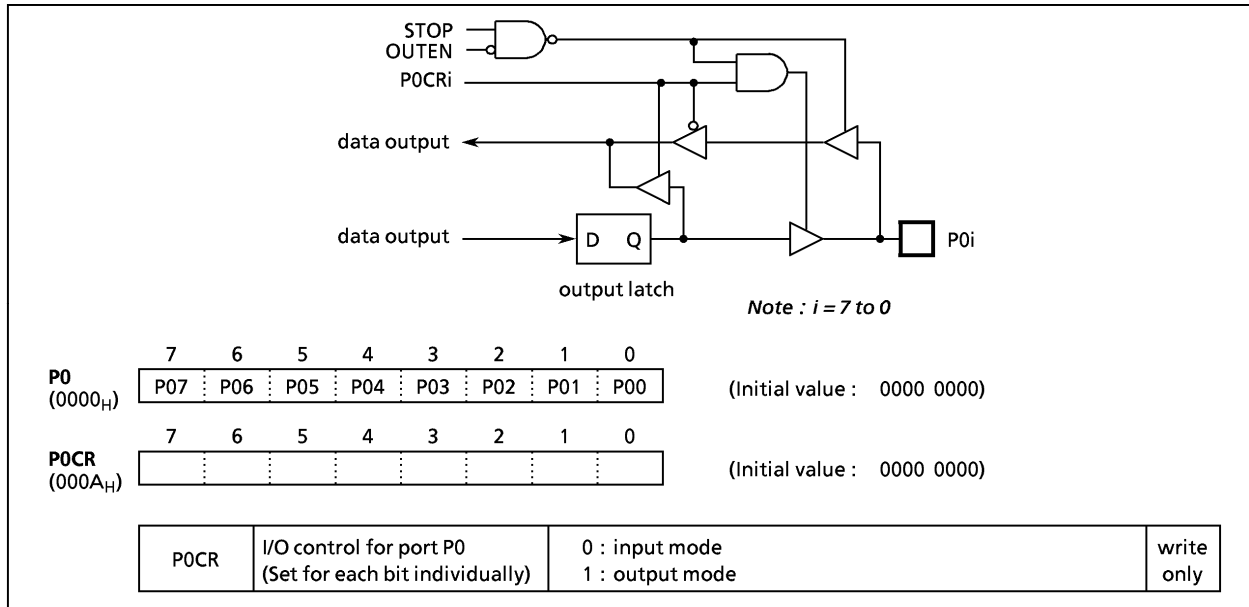 STOP
OUTEN
P0CRi
data output
data output
D Q
P0i
output latch
Note : i = 7 to 0
7 6 5 4 3 2 1 0
P0 (0000H)
P07 P06 P05 P04 P03 P02 P01 P00
(Initial value : 0000 0000)
7 6 5 4 3 2 1 0
P0CR (000AH)
(Initial value : 0000 0000)
P0CR
I/O control for port P0
(Set for each bit individually)
0 : input mode
1 : output mode
write
only